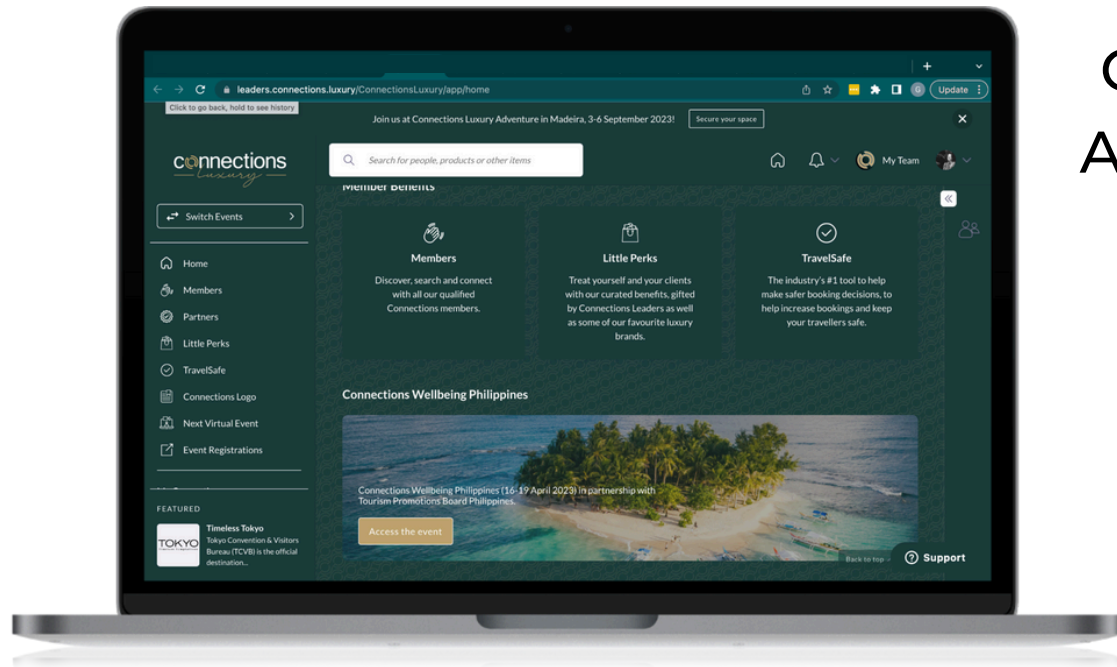 leaders.connections.luxury/ConnectionsLuxury/app/home
G
Update
Click to go back, hold to see history
Join us at Connections Luxury Adventure in Madeira, 3-6 September 2023!
Secure your space
connections
Luxury
Search for people, products or other items
My Team
Switch Events
Home
Members
Partners
Little Perks
TravelSafe
Connections Logo
Next Virtual Event
Event Registrations
FEATURED
TOKYO
Timeless Tokyo
Tokyo Convention & Visitors
Bureau (TCVB) is the official
destination...
Member Benefits
Members
Discover, search and connect
with all our qualified
Connections members.
Little Perks
Treat yourself and your clients
with our curated benefits, gifted
by Connections Leaders as well
as some of our favourite luxury
brands.
TravelSafe
The industry's #1 tool to help
make safer booking decisions, to
help increase bookings and keep
your travellers safe.
Connections Wellbeing Philippines
Connections Wellbeing Philippines (16-19 April 2023) in partnership with
Tourism Promotions Board Philippines.
Access the event
Back to top
Support